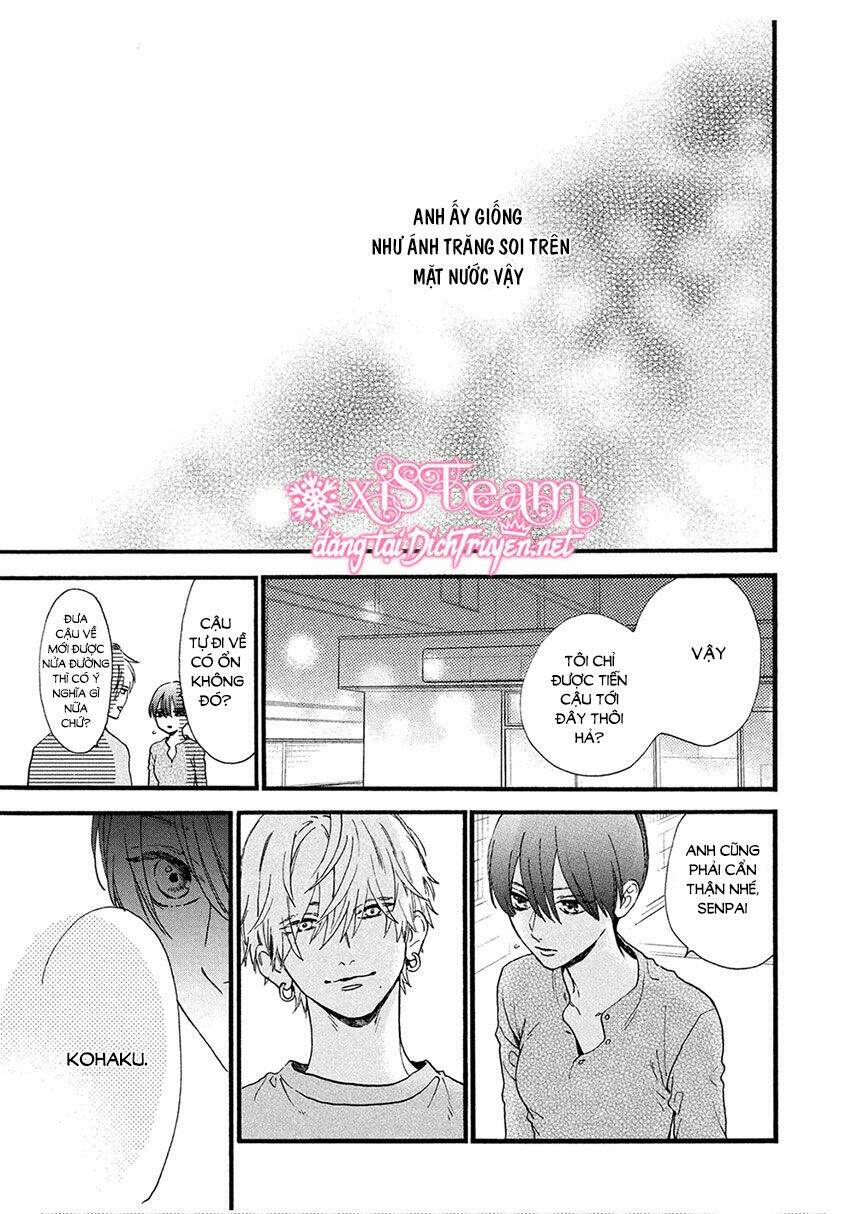 ANH ẤY GIỐNG
NHƯ ÁNH TRĂNG SOI TRÊN
MẶT NƯỚC VẬY
xiSTeam
đăng tại DichTruyen.net
VẬY
TÔI CHỈ
ĐƯỢC TIỄN
CẬU TỚI
ĐÂY THÔI
HẢ?
CẬU
TỰ ĐI VỀ
CÓ ỔN
KHÔNG
ĐÓ?
ĐƯA
CẬU VỀ
MỚI ĐƯỢC
NỬA ĐƯỜNG
THÌ CÓ Ý
NGHĨA GÌ
NỮA
CHỨ?
ANH CŨNG
PHẢI CẨN
THẬN NHÉ,
SENPAI
KOHAKU.